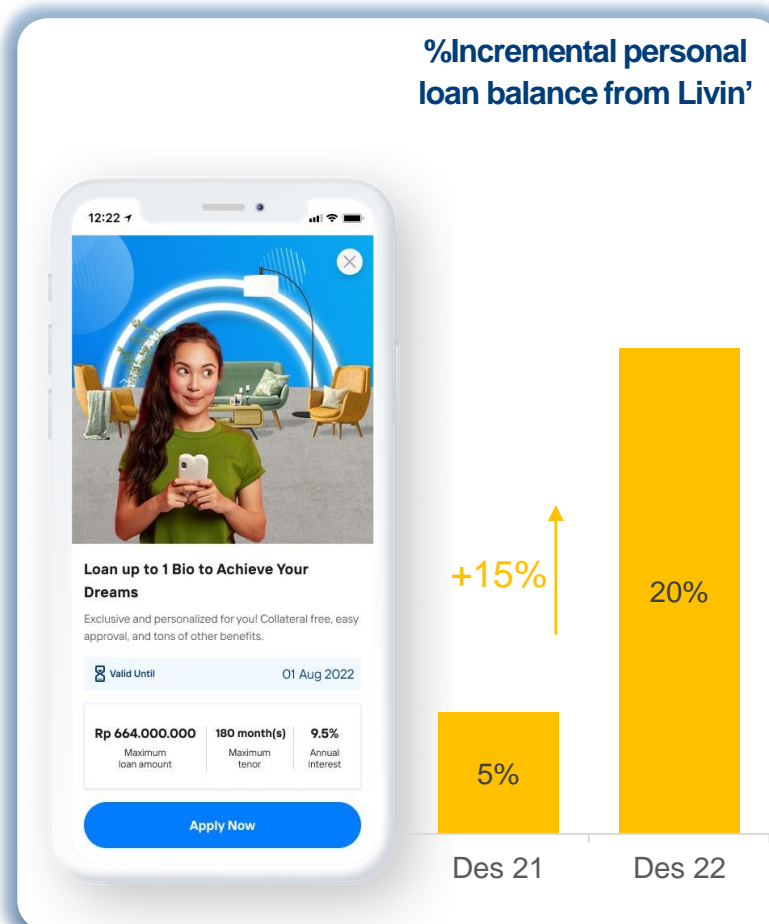 %Incremental personal
loan balance from Livin’
12:22
Loan up to 1 Bio to Achieve Your
Dreams
Exclusive and personalized for you! Collateral free, easy
approval, and tons of other benefits.
Valid Until
01 Aug 2022
Rp 664.000.000
Maximum
loan amount
180 month(s)
Maximum
tenor
9.5%
Annual
interest
Apply Now
+15%
5%
20%
Des 21
Des 22